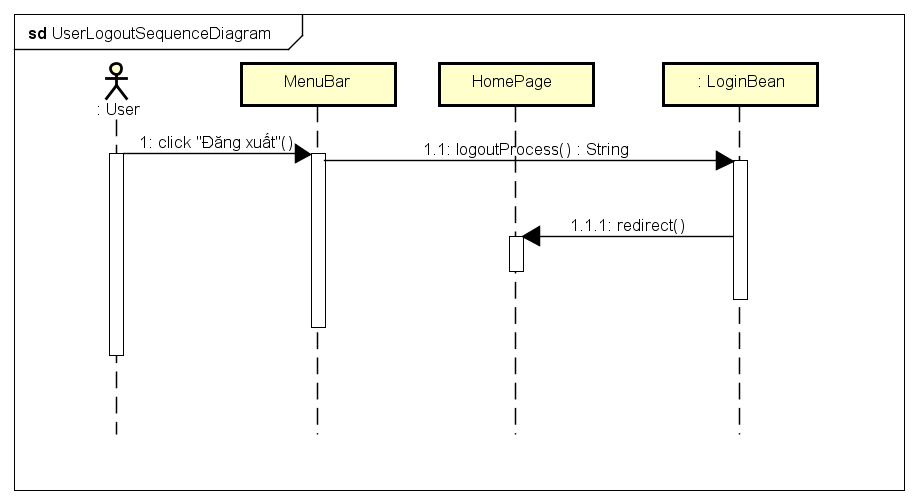 sd UserLogoutSequenceDiagram
: User
MenuBar
HomePage
: LoginBean
1: click "Đăng xuất"()
1.1: logoutProcess() : String
1.1.1: redirect()